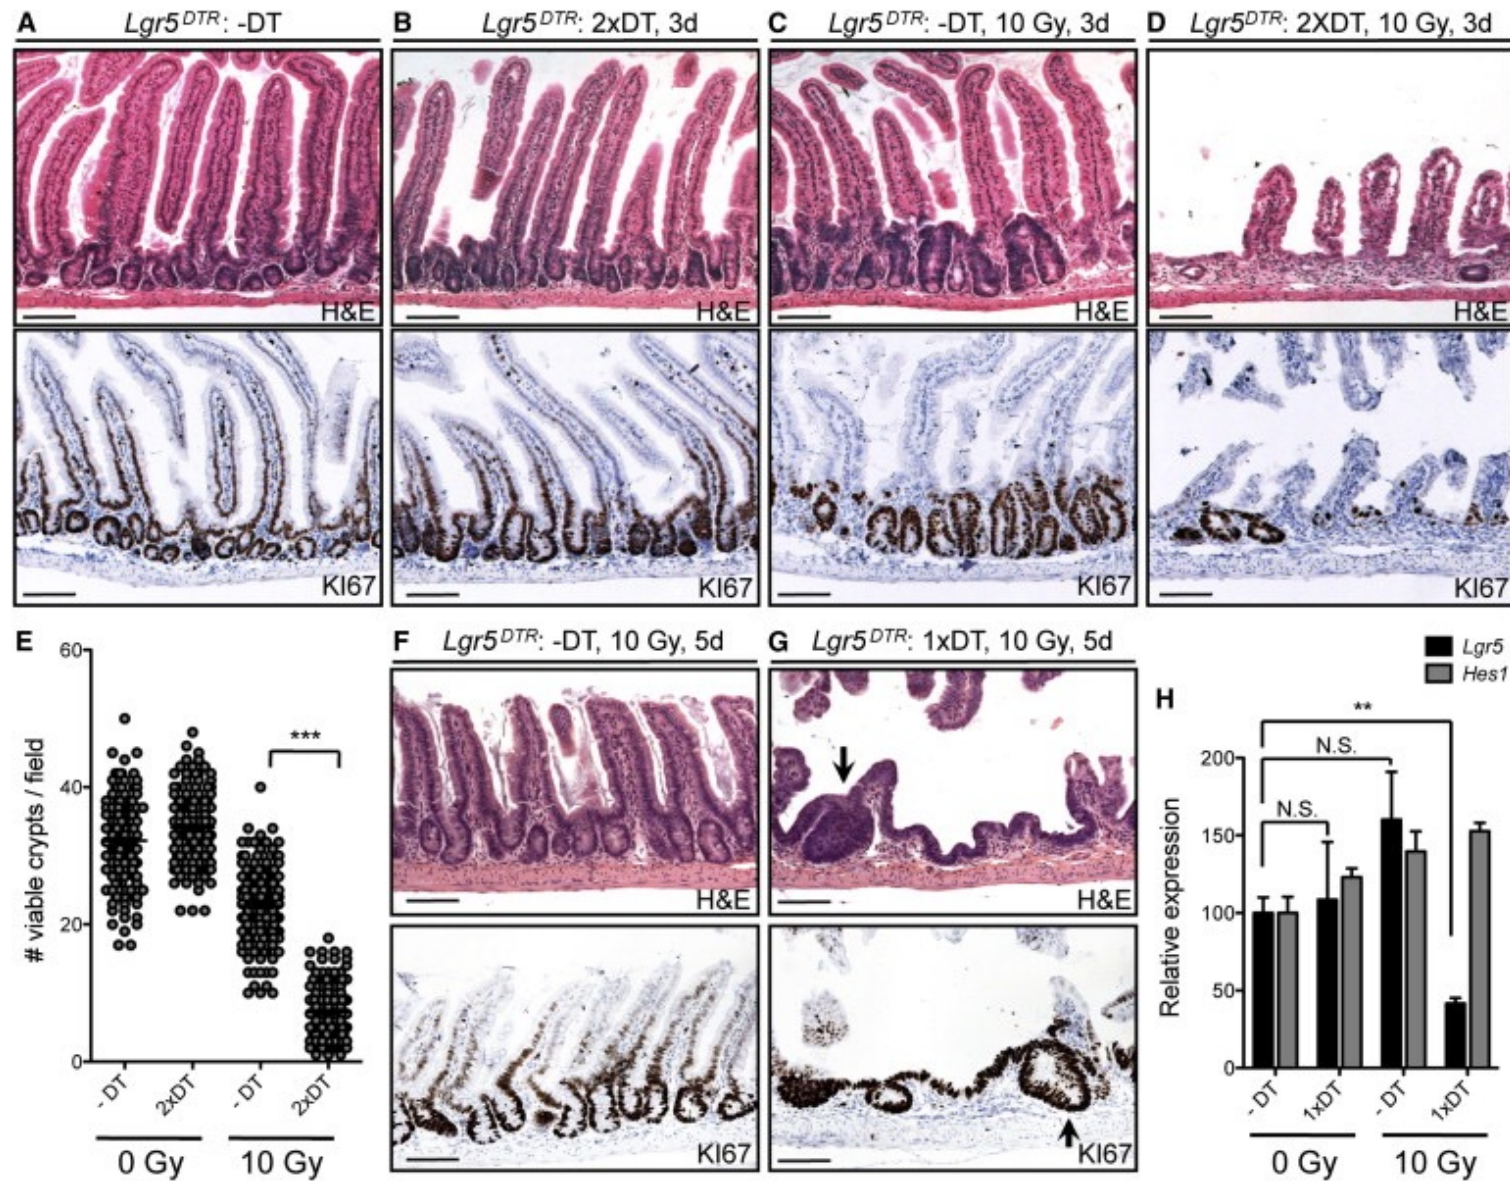 A Lgr5DTR: -DT
B Lgr5DTR: 2xDT, 3d
C Lgr5DTR: -DT, 10 Gy, 3d
D Lgr5DTR: 2XDT, 10 Gy, 3d
H&E
H&E
H&E
H&E
KI67
KI67
KI67
KI67
E
# viable crypts / field
60
40
20
0
***
- DT
2xDT
- DT
2xDT
0 Gy
10 Gy
F Lgr5DTR: -DT, 10 Gy, 5d
G Lgr5DTR: 1xDT, 10 Gy, 5d
H&E
H&E
KI67
KI67
H
Lgr5
Hes1
**
N.S.
N.S.
Relative expression
200
150
100
50
0
- DT
1xDT
- DT
1xDT
0 Gy
10 Gy